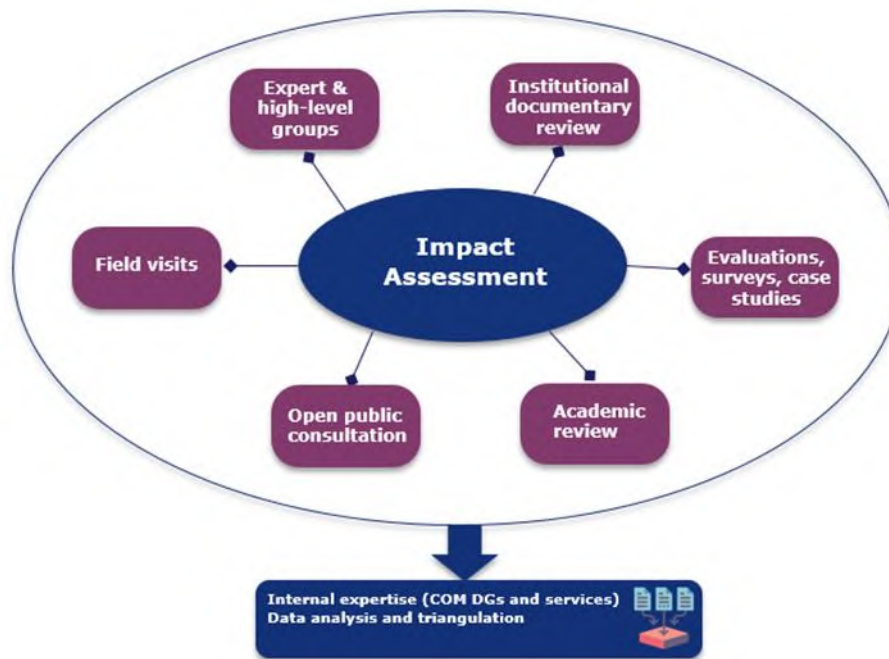 Expert &
high-level
groups
Institutional
documentary
review
Impact
Assessment
Field visits
Evaluations,
surveys, case
studies
Open public
consultation
Academic
review
Internal expertise (COM DGs and services)
Data analysis and triangulation